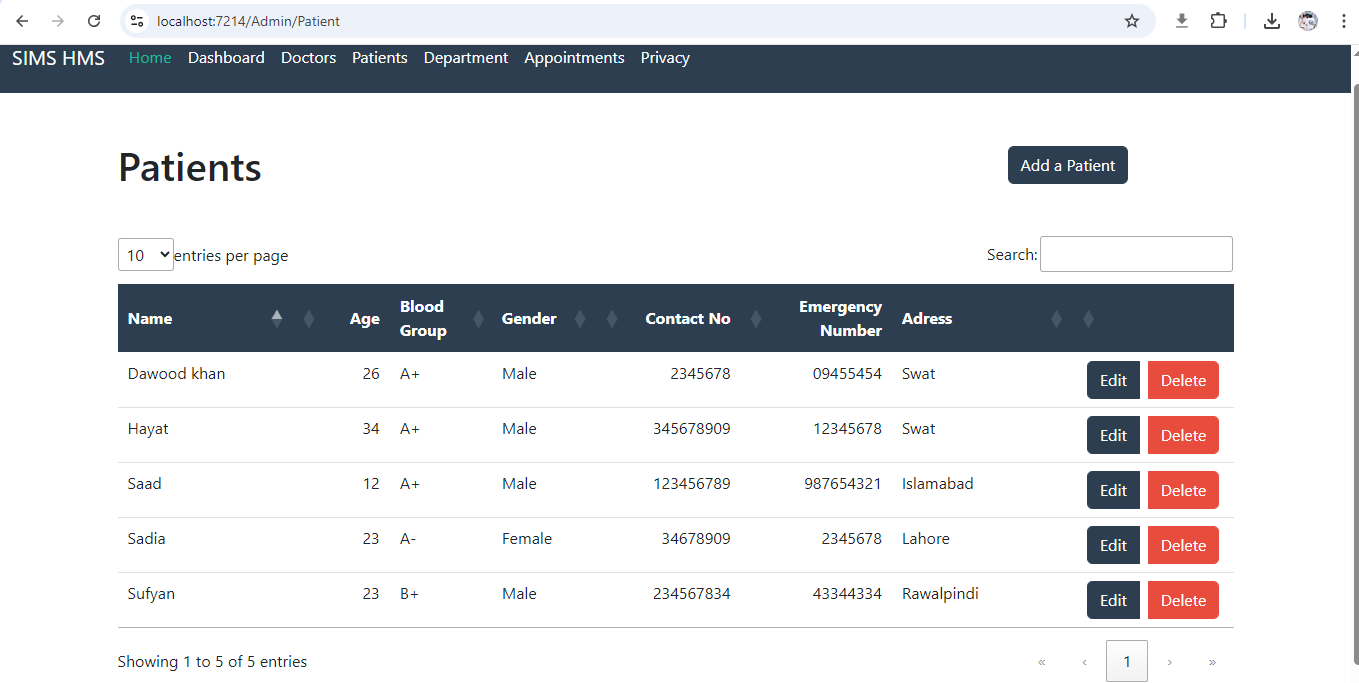 localhost:7214/Admin/Patient
SIMS HMS Home Dashboard Doctors Patients Department Appointments Privacy
Patients
Add a Patient
10 entries per page
Search:
Name Age Blood Group Gender Contact No Emergency Number Adress
Dawood khan 26 A+ Male 2345678 09455454 Swat Edit Delete
Hayat 34 A+ Male 345678909 12345678 Swat Edit Delete
Saad 12 A+ Male 123456789 987654321 Islamabad Edit Delete
Sadia 23 A- Female 34678909 2345678 Lahore Edit Delete
Sufyan 23 B+ Male 234567834 43344334 Rawalpindi Edit Delete
Showing 1 to 5 of 5 entries
« ‹ 1 › »